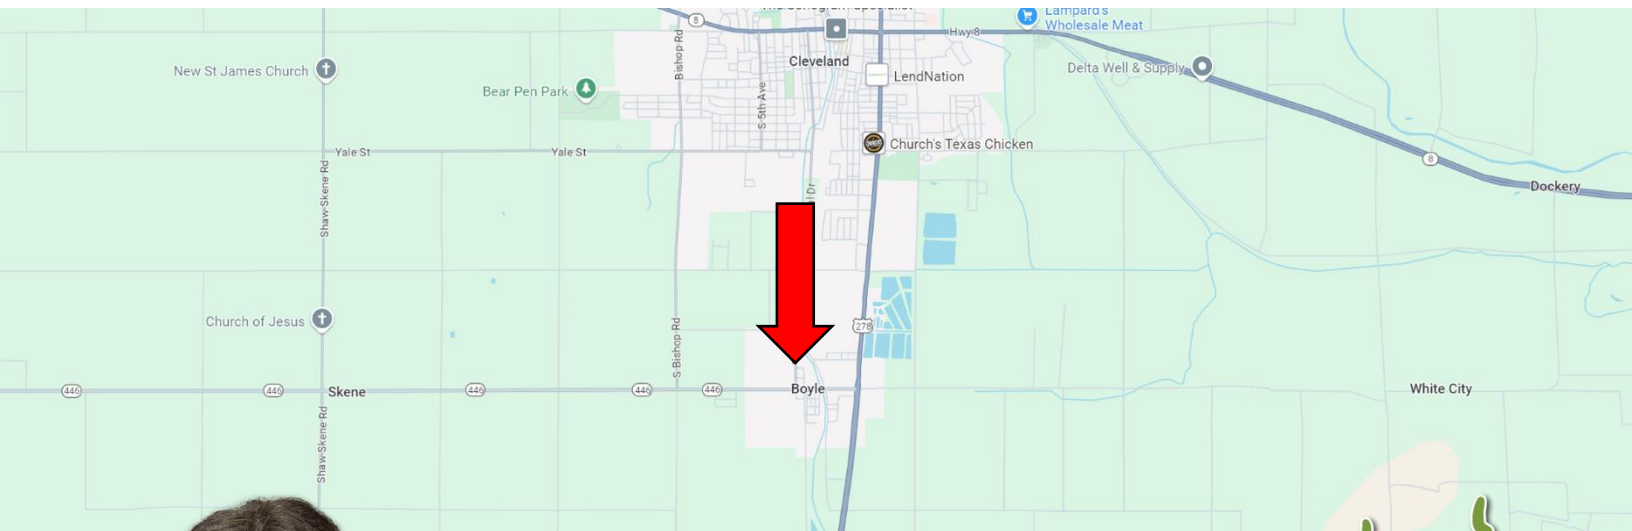 8
Lampard's
Wholesale Meat
Hwy 8
Bishop Rd
Cleveland
New St James Church
Delta Well & Supply
LendNation
Bear Pen Park
S 5th Ave
Church's Texas Chicken
Yale St
Yale St
8
Dockery
Shaw-Skene Rd
Church of Jesus
278
S Bishop Rd
446
446
Skene
446
446
446
Boyle
White City
Shaw-Skene Rd